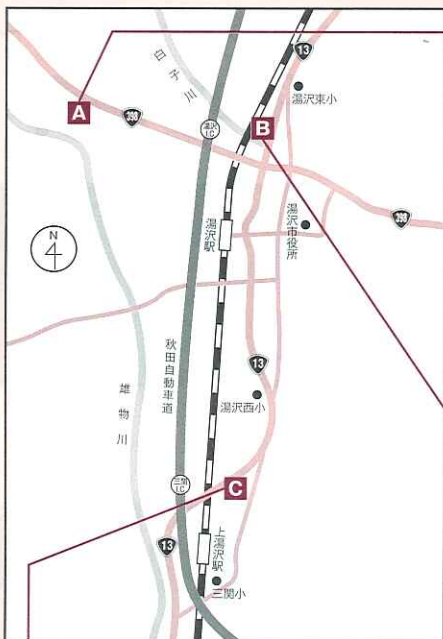 13
白子川
湯沢東小
A
398
湯沢
I.C
B
N
湯沢駅
湯沢市役所
398
秋田自動車道
13
雄物川
湯沢西小
三関
I.C
C
13
上湯沢駅
三関小